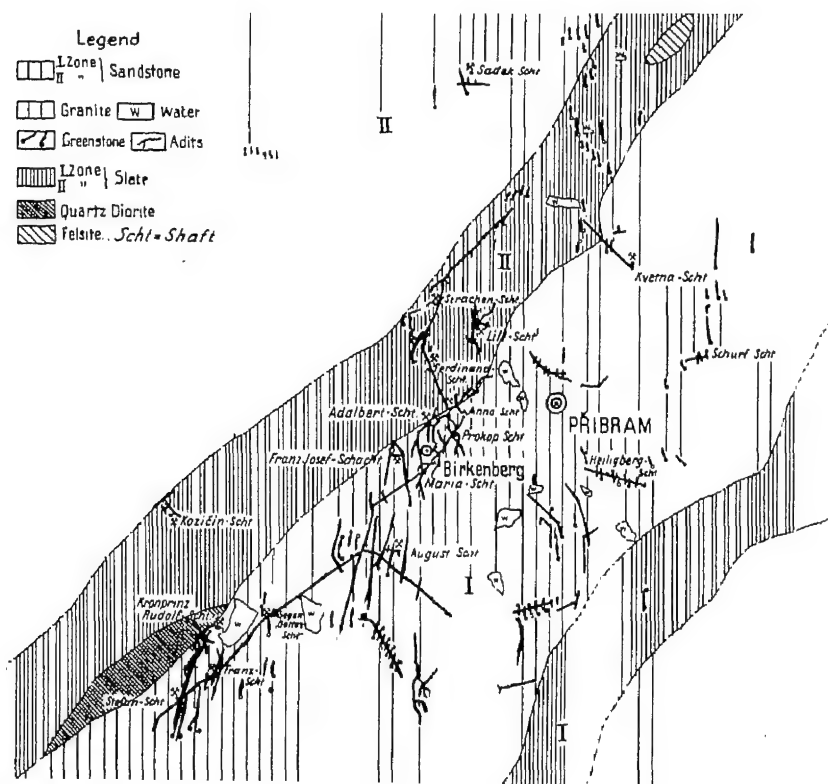 Legend
I Zone
II " } Sandstone
Granite W Water
Greenstone Adits
I Zone
II " } Slate
Quartz Diorite
Felsite.. Scht=Shaft
Sadek Scht
II
II
Kvetna-Scht
Strachen-Scht
Lill-Scht
Schurf Scht
Ferdinand-
Scht.
Adalbert-Scht.
Anna Scht
PŘIBRAM
Prokop Scht
Franz Josef-Schacht
Birkenberg
Heiligberg-
Scht
Maria-Scht
KoziEin-Scht
August Scht
I
I
Kronprinz
Rudolf-Scht
W
W
Segen
Gottes
Scht
Franz-
Scht
Stefan-Scht
I